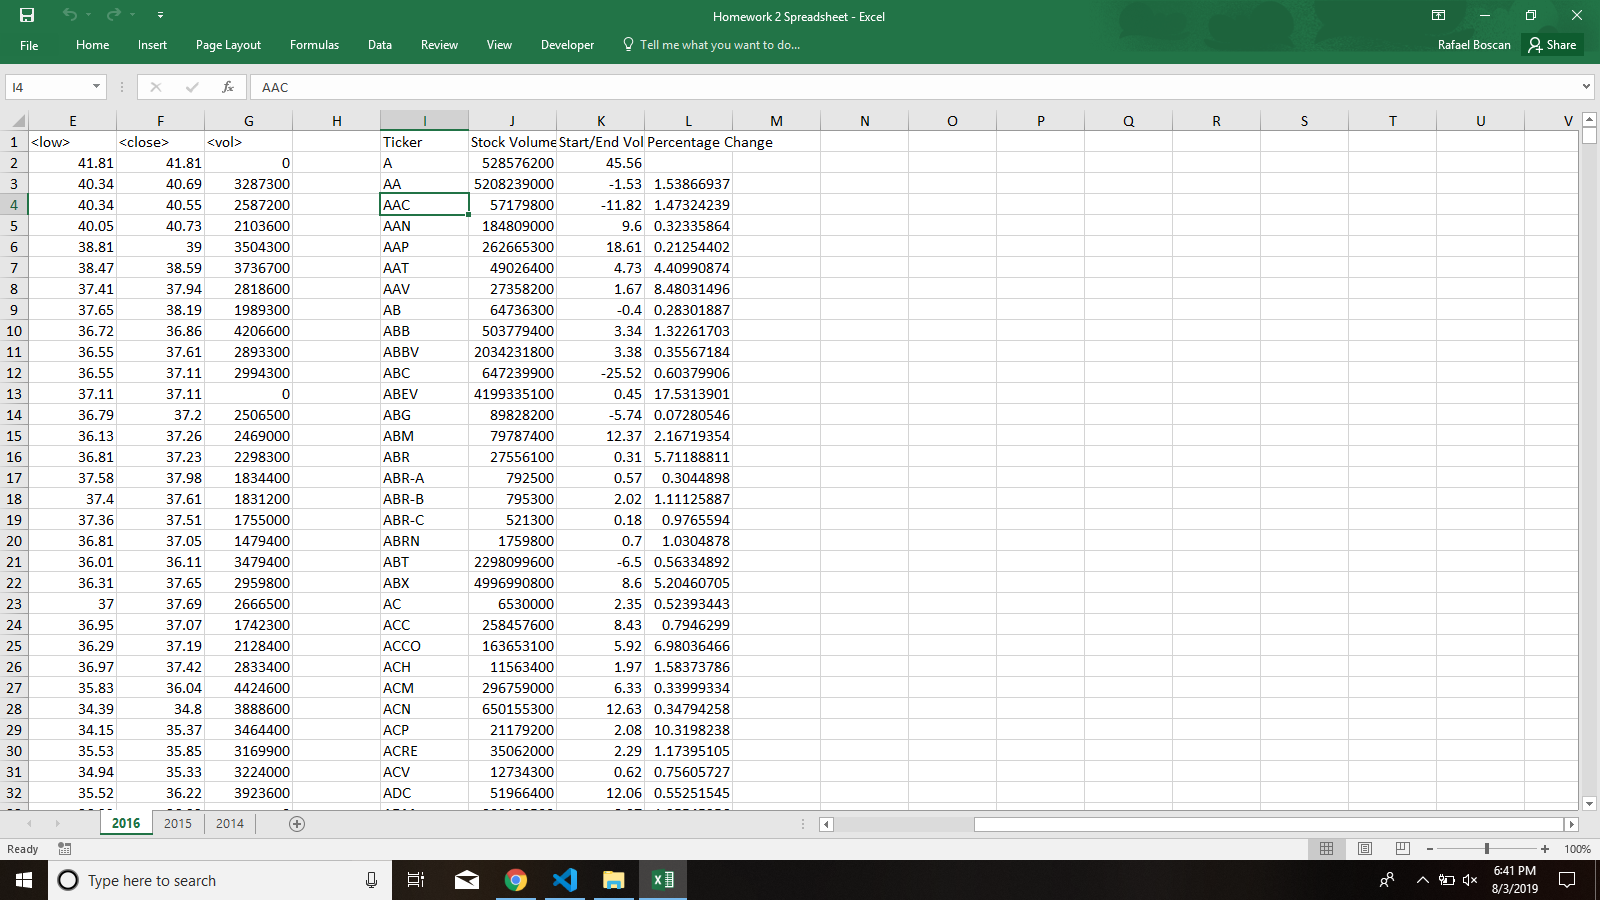 Homework 2 Spreadsheet - Excel
File Home Insert Page Layout Formulas Data Review View Developer Tell me what you want to do... Rafael Boscan Share
I4 fx AAC
E F G H I J K L M N O P Q R S T U V
1 <low> <close> <vol> Ticker Stock Volume Start/End Vol Percentage Change
2 41.81 41.81 0 A 528576200 45.56
3 40.34 40.69 3287300 AA 5208239000 -1.53 1.53866937
4 40.34 40.55 2587200 AAC 57179800 -11.82 1.47324239
5 40.05 40.73 2103600 AAN 184809000 9.6 0.32335864
6 38.81 39 3504300 AAP 262665300 18.61 0.21254402
7 38.47 38.59 3736700 AAT 49026400 4.73 4.40990874
8 37.41 37.94 2818600 AAV 27358200 1.67 8.48031496
9 37.65 38.19 1989300 AB 64736300 -0.4 0.28301887
10 36.72 36.86 4206600 ABB 503779400 3.34 1.32261703
11 36.55 37.61 2893300 ABBV 2034231800 3.38 0.35567184
12 36.55 37.11 2994300 ABC 647239900 -25.52 0.60379906
13 37.11 37.11 0 ABEV 4199335100 0.45 17.5313901
14 36.79 37.2 2506500 ABG 89828200 -5.74 0.07280546
15 36.13 37.26 2469000 ABM 79787400 12.37 2.16719354
16 36.81 37.23 2298300 ABR 27556100 0.31 5.71188811
17 37.58 37.98 1834400 ABR-A 792500 0.57 0.3044898
18 37.4 37.61 1831200 ABR-B 795300 2.02 1.11125887
19 37.36 37.51 1755000 ABR-C 521300 0.18 0.9765594
20 36.81 37.05 1479400 ABRN 1759800 0.7 1.0304878
21 36.01 36.11 3479400 ABT 2298099600 -6.5 0.56334892
22 36.31 37.65 2959800 ABX 4996990800 8.6 5.20460705
23 37 37.69 2666500 AC 6530000 2.35 0.52393443
24 36.95 37.07 1742300 ACC 258457600 8.43 0.7946299
25 36.29 37.19 2128400 ACCO 163653100 5.92 6.98036466
26 36.97 37.42 2833400 ACH 11563400 1.97 1.58373786
27 35.83 36.04 4424600 ACM 296759000 6.33 0.33999334
28 34.39 34.8 3888600 ACN 650155300 12.63 0.34794258
29 34.15 35.37 3464400 ACP 21179200 2.08 10.3198238
30 35.53 35.85 3169900 ACRE 35062000 2.29 1.17395105
31 34.94 35.33 3224000 ACV 12734300 0.62 0.75605727
32 35.52 36.22 3923600 ADC 51966400 12.06 0.55251545
2016 2015 2014
Ready 100%
Type here to search
6:41 PM
8/3/2019